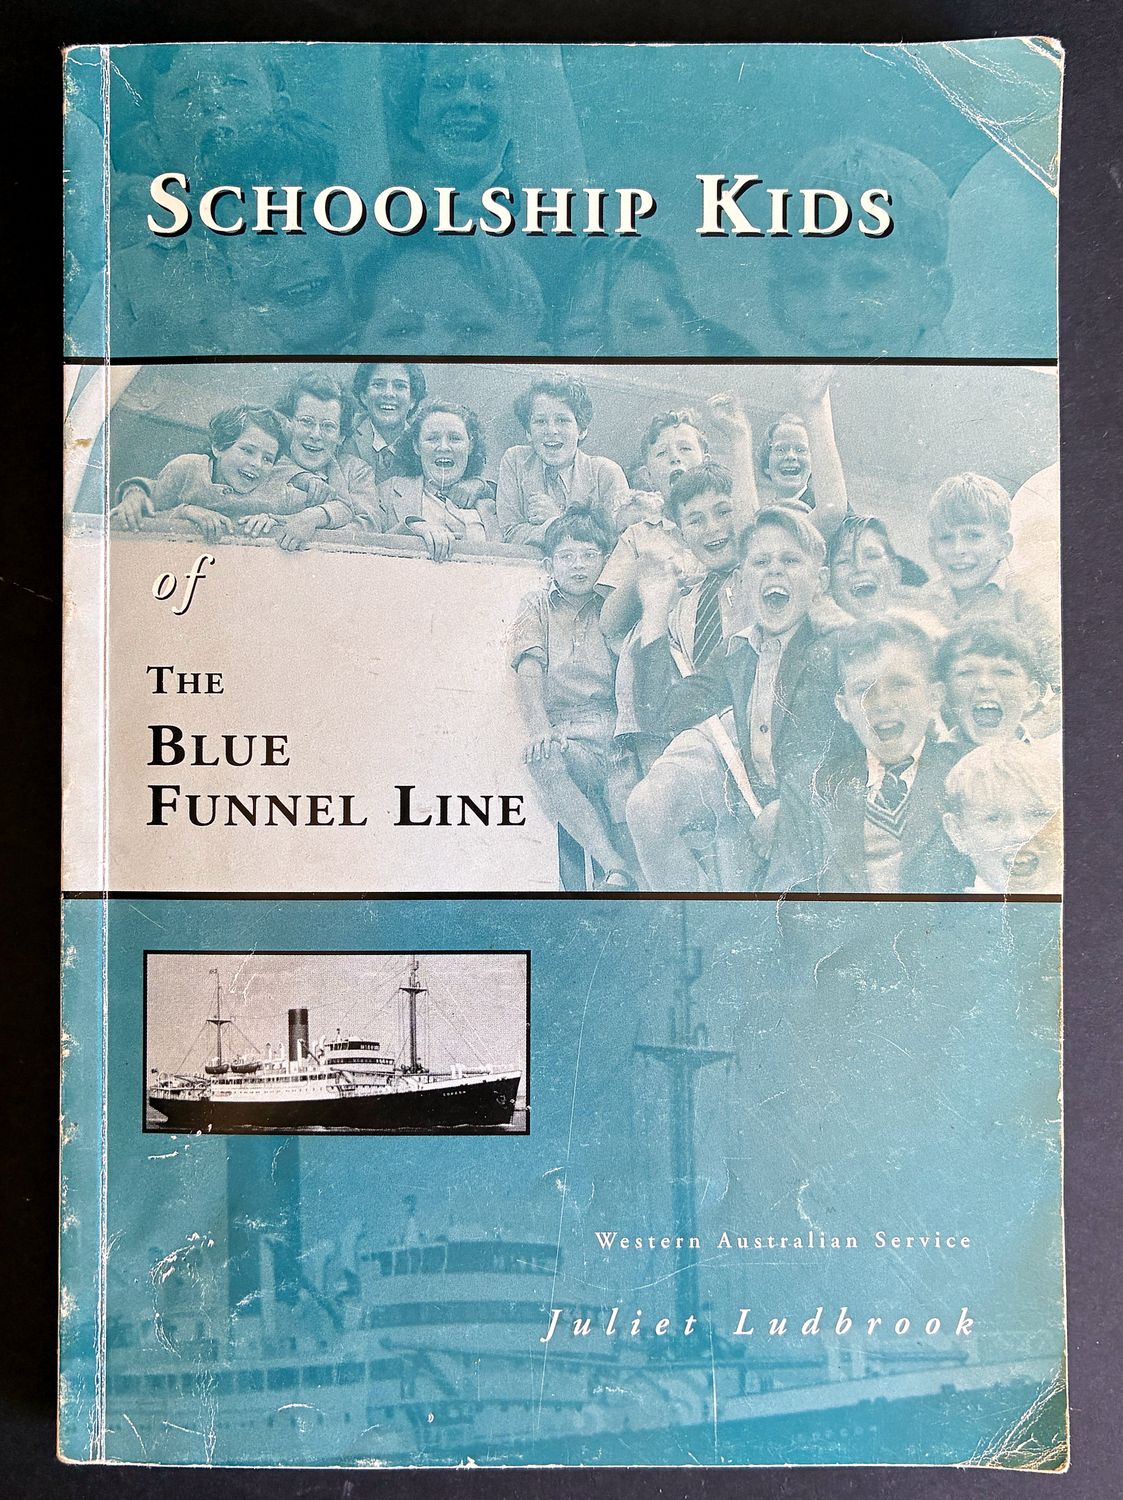 SCHOOLSHIP KIDS
of
THE
BLUE
FUNNEL LINE
Western Australian Service
Juliet Ludbrook